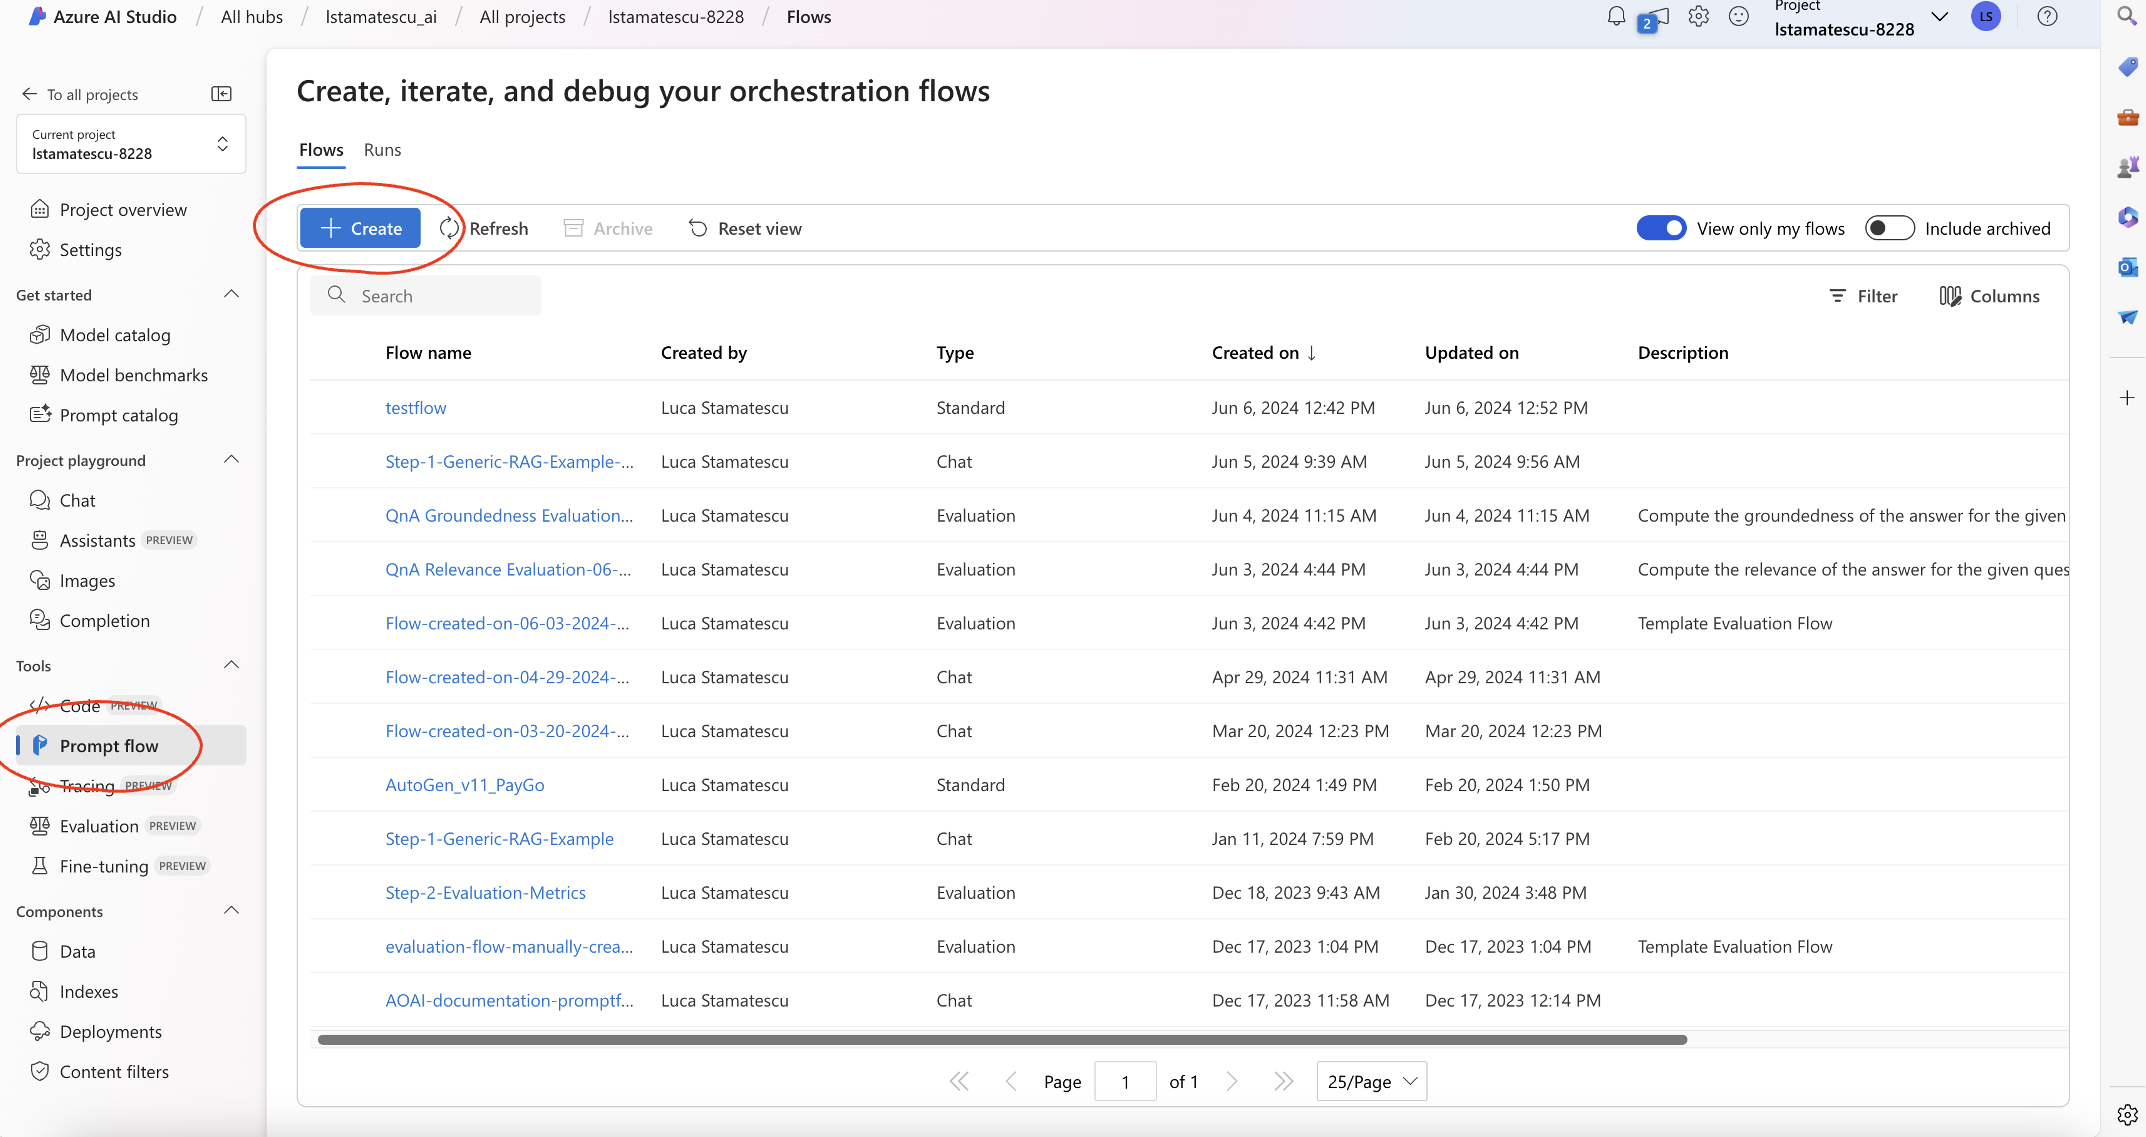 Azure AI Studio / All hubs / lstamatescu_ai / All projects / lstamatescu-8228 / Flows
2
Project
lstamatescu-8228
LS
To all projects
Current project
lstamatescu-8228
Project overview
Settings
Get started
Model catalog
Model benchmarks
Prompt catalog
Project playground
Chat
Assistants PREVIEW
Images
Completion
Tools
Code PREVIEW
Prompt flow
Tracing PREVIEW
Evaluation PREVIEW
Fine-tuning PREVIEW
Components
Data
Indexes
Deployments
Content filters
Create, iterate, and debug your orchestration flows
Flows Runs
Create Refresh Archive Reset view View only my flows Include archived
Search Filter Columns
Flow name Created by Type Created on ↓ Updated on Description
testflow Luca Stamatescu Standard Jun 6, 2024 12:42 PM Jun 6, 2024 12:52 PM
Step-1-Generic-RAG-Example-... Luca Stamatescu Chat Jun 5, 2024 9:39 AM Jun 5, 2024 9:56 AM
QnA Groundedness Evaluation... Luca Stamatescu Evaluation Jun 4, 2024 11:15 AM Jun 4, 2024 11:15 AM Compute the groundedness of the answer for the given
QnA Relevance Evaluation-06-... Luca Stamatescu Evaluation Jun 3, 2024 4:44 PM Jun 3, 2024 4:44 PM Compute the relevance of the answer for the given ques
Flow-created-on-06-03-2024-... Luca Stamatescu Evaluation Jun 3, 2024 4:42 PM Jun 3, 2024 4:42 PM Template Evaluation Flow
Flow-created-on-04-29-2024-... Luca Stamatescu Chat Apr 29, 2024 11:31 AM Apr 29, 2024 11:31 AM
Flow-created-on-03-20-2024-... Luca Stamatescu Chat Mar 20, 2024 12:23 PM Mar 20, 2024 12:23 PM
AutoGen_v11_PayGo Luca Stamatescu Standard Feb 20, 2024 1:49 PM Feb 20, 2024 1:50 PM
Step-1-Generic-RAG-Example Luca Stamatescu Chat Jan 11, 2024 7:59 PM Feb 20, 2024 5:17 PM
Step-2-Evaluation-Metrics Luca Stamatescu Evaluation Dec 18, 2023 9:43 AM Jan 30, 2024 3:48 PM
evaluation-flow-manually-crea... Luca Stamatescu Evaluation Dec 17, 2023 1:04 PM Dec 17, 2023 1:04 PM Template Evaluation Flow
AOAI-documentation-promptf... Luca Stamatescu Chat Dec 17, 2023 11:58 AM Dec 17, 2023 12:14 PM
Page 1 of 1 25/Page